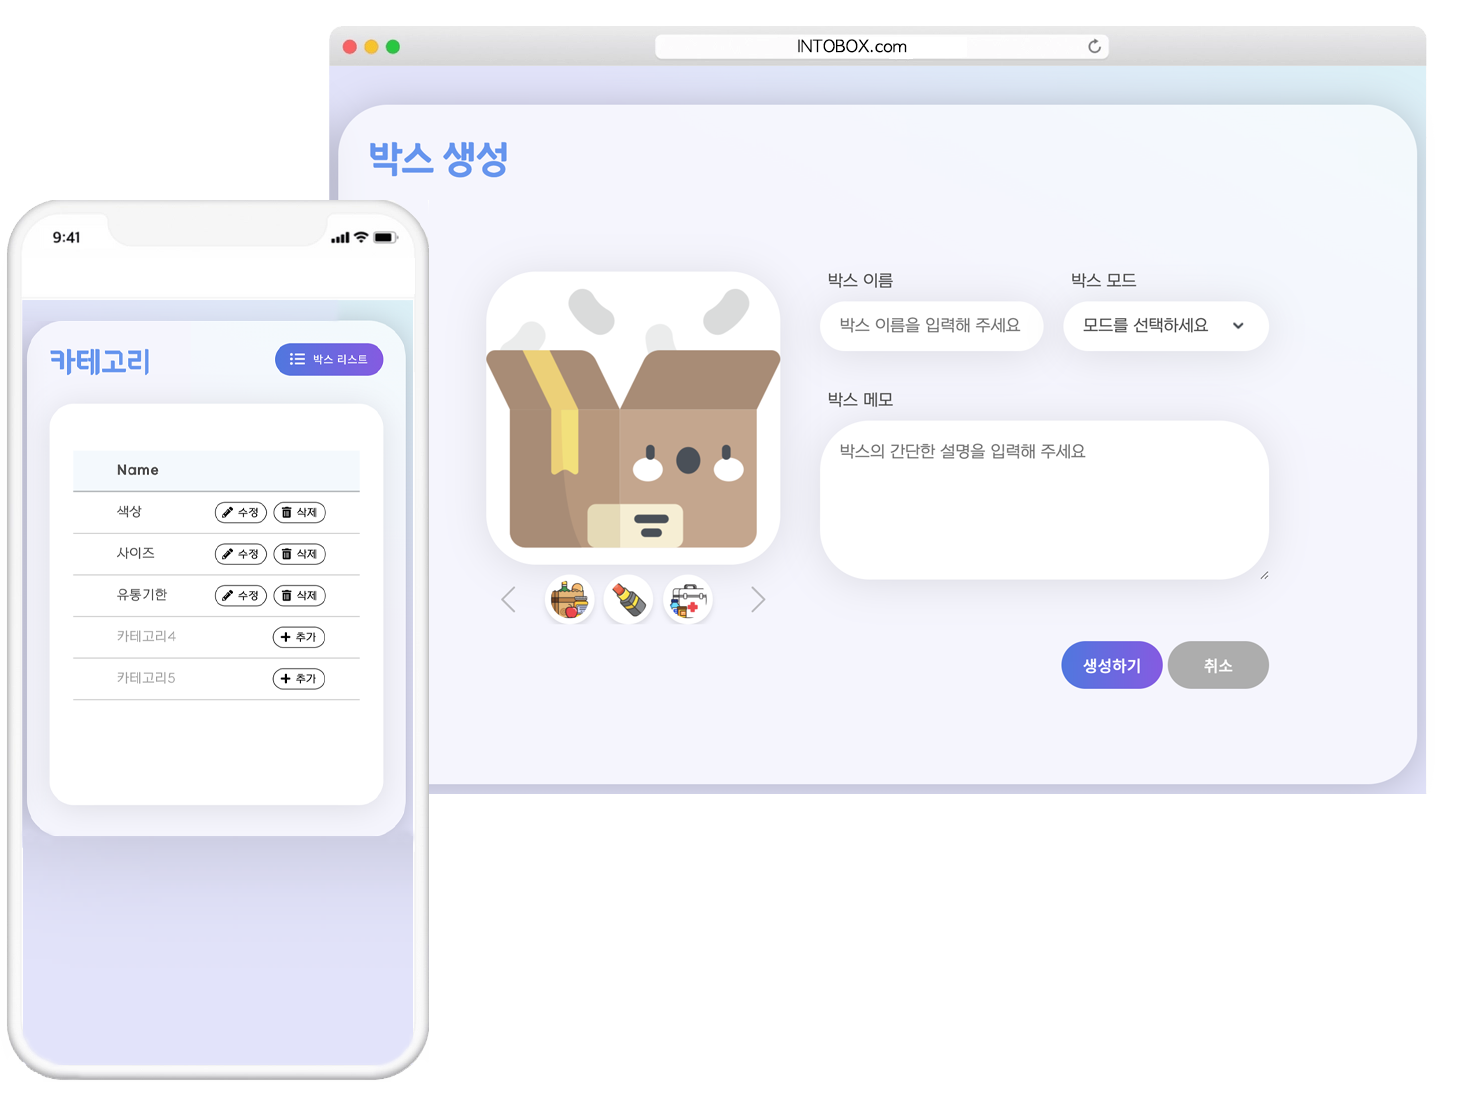 INTOBOX.com
박스 생성
박스 이름
박스 모드
박스 이름을 입력해 주세요
모드를 선택하세요
박스 메모
박스의 간단한 설명을 입력해 주세요
생성하기
취소
9:41
카테고리
박스 리스트
Name
색상 수정 삭제
사이즈 수정 삭제
유통기한 수정 삭제
카테고리4 추가
카테고리5 추가